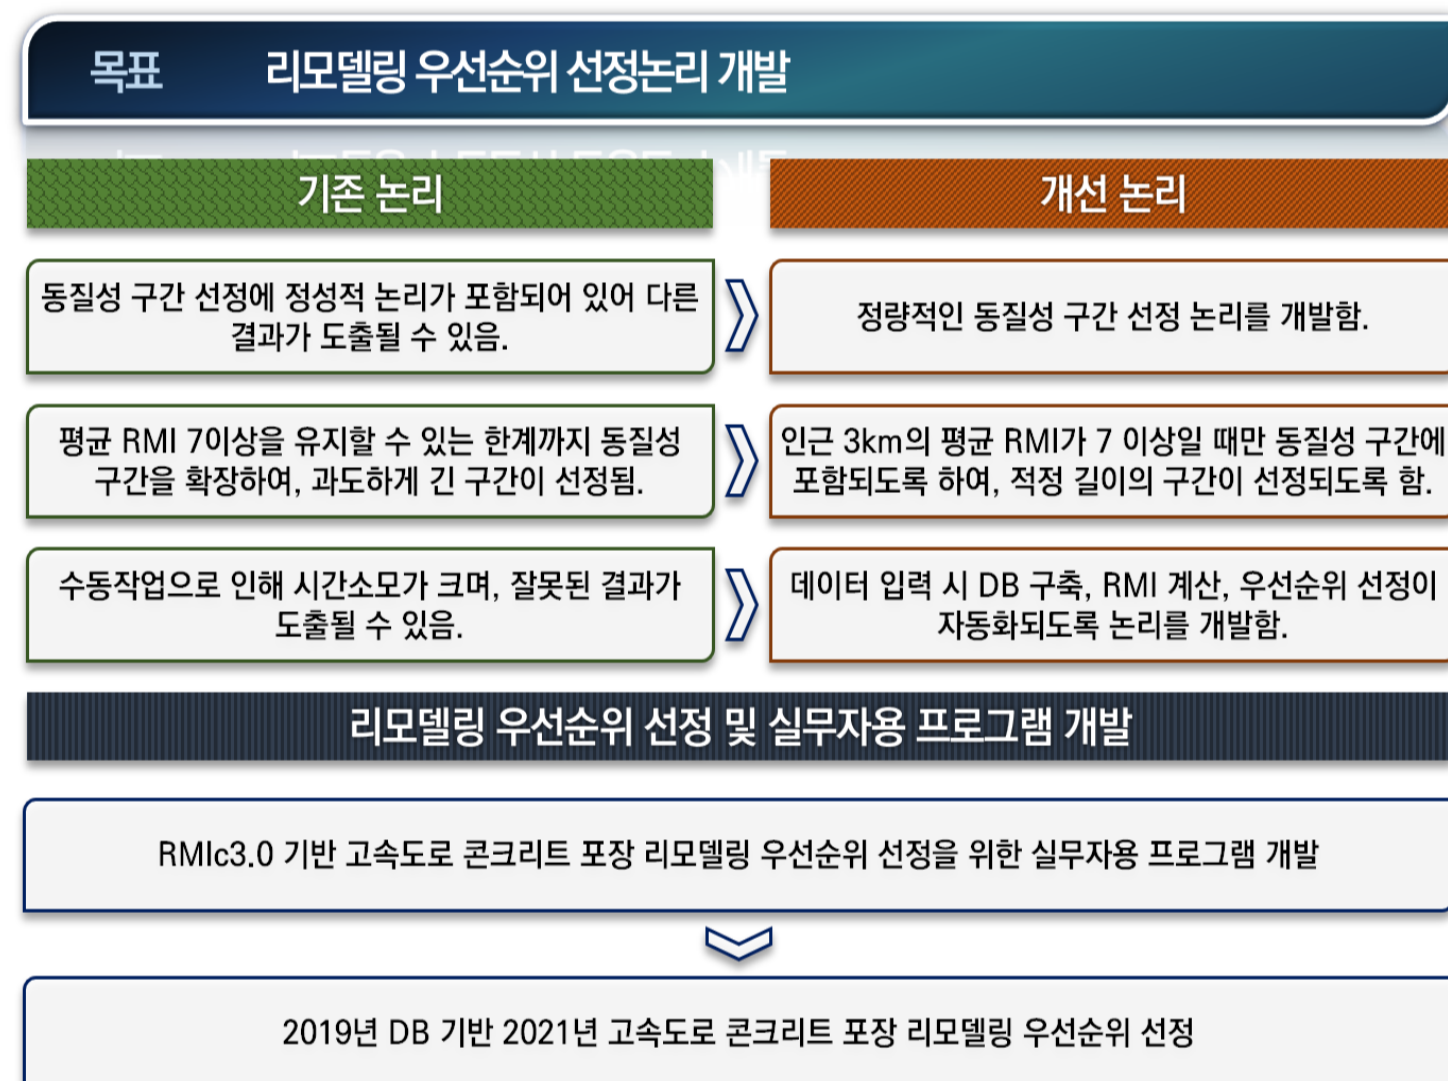 목표 리모델링 우선순위 선정논리 개발
기존 논리
개선 논리
동질성 구간 선정에 정성적 논리가 포함되어 있어 다른
결과가 도출될 수 있음.
정량적인 동질성 구간 선정 논리를 개발함.
평균 RMI 7이상을 유지할 수 있는 한계까지 동질성
구간을 확장하여, 과도하게 긴 구간이 선정됨.
인근 3km의 평균 RMI가 7 이상일 때만 동질성 구간에
포함되도록 하여, 적정 길이의 구간이 선정되도록 함.
수동작업으로 인해 시간소모가 크며, 잘못된 결과가
도출될 수 있음.
데이터 입력 시 DB 구축, RMI 계산, 우선순위 선정이
자동화되도록 논리를 개발함.
리모델링 우선순위 선정 및 실무자용 프로그램 개발
RMIc3.0 기반 고속도로 콘크리트 포장 리모델링 우선순위 선정을 위한 실무자용 프로그램 개발
2019년 DB 기반 2021년 고속도로 콘크리트 포장 리모델링 우선순위 선정